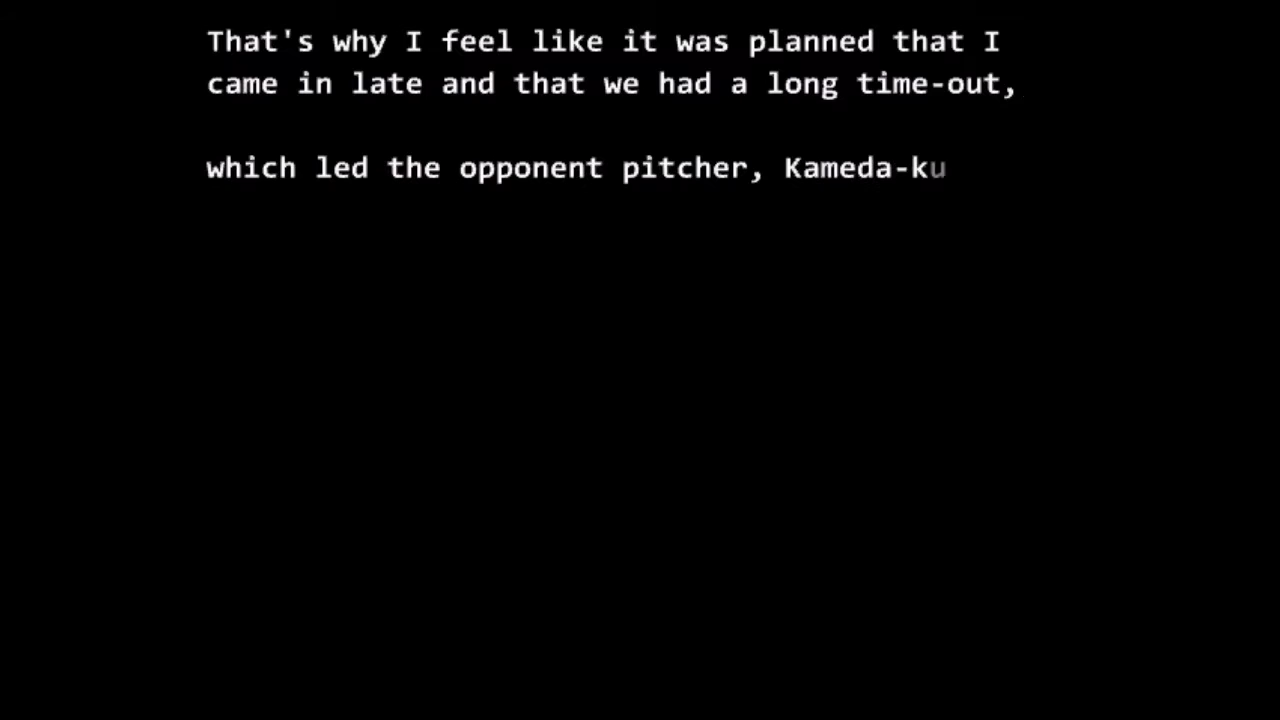 That's why I feel like it was planned that I
came in late and that we had a long time-out,
which led the opponent pitcher, Kameda-ku